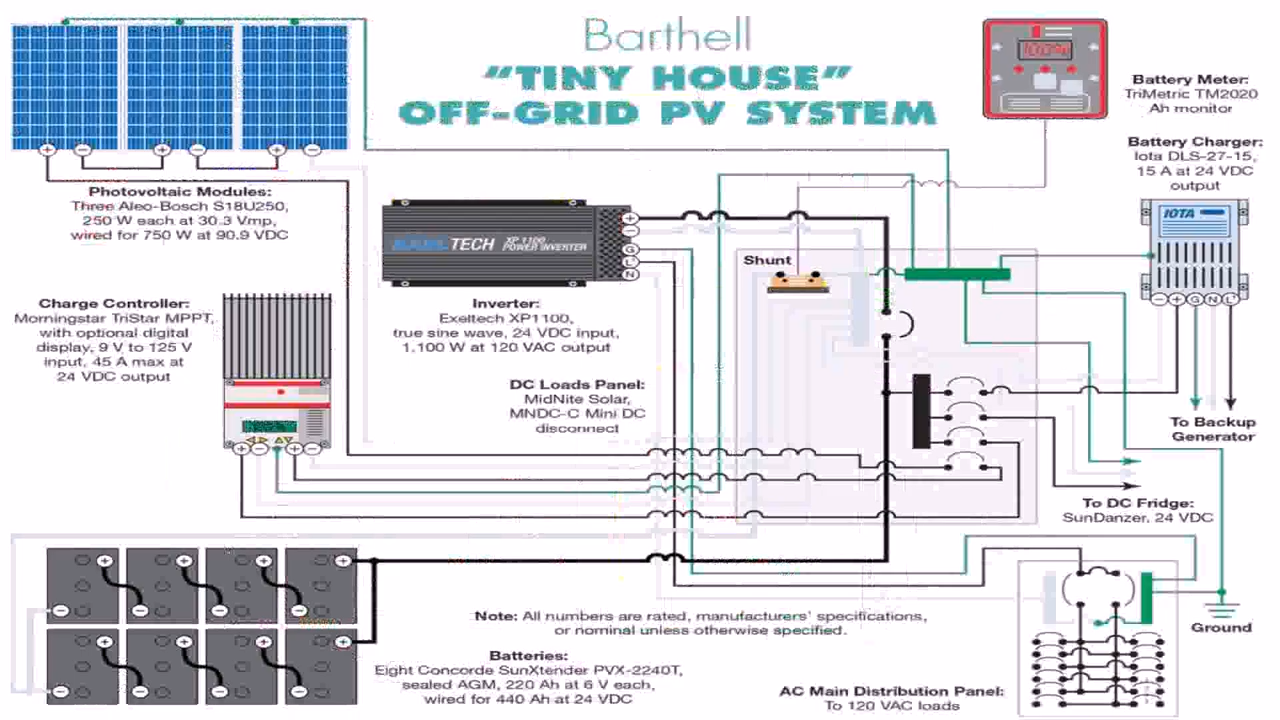 Barthell
“TINY HOUSE”
OFF-GRID PV SYSTEM
Battery Meter:
TriMetric TM2020
Ah monitor
Battery Charger:
Iota DLS-27-15,
15 A at 24 VDC
output
IOTA
Photovoltaic Modules:
Three Aleo-Bosch S18U250,
250 W each at 30.3 Vmp,
wired for 750 W at 90.9 VDC
TECH XP 1100
POWER INVERTER
G
L
N
Shunt
Charge Controller:
Morningstar TriStar MPPT,
with optional digital
display, 9 V to 125 V
input, 45 A max at
24 VDC output
Inverter:
Exeltech XP1100,
true sine wave, 24 VDC input,
1,100 W at 120 VAC output
G N L
DC Loads Panel:
MidNite Solar,
MNDC-C Mini DC
disconnect
To Backup
Generator
To DC Fridge:
SunDanzer, 24 VDC
Note: All numbers are rated, manufacturers’ specifications,
or nominal unless otherwise specified.
Ground
Batteries:
Eight Concorde SunXtender PVX-2240T,
sealed AGM, 220 Ah at 6 V each,
wired for 440 Ah at 24 VDC
AC Main Distribution Panel:
To 120 VAC loads